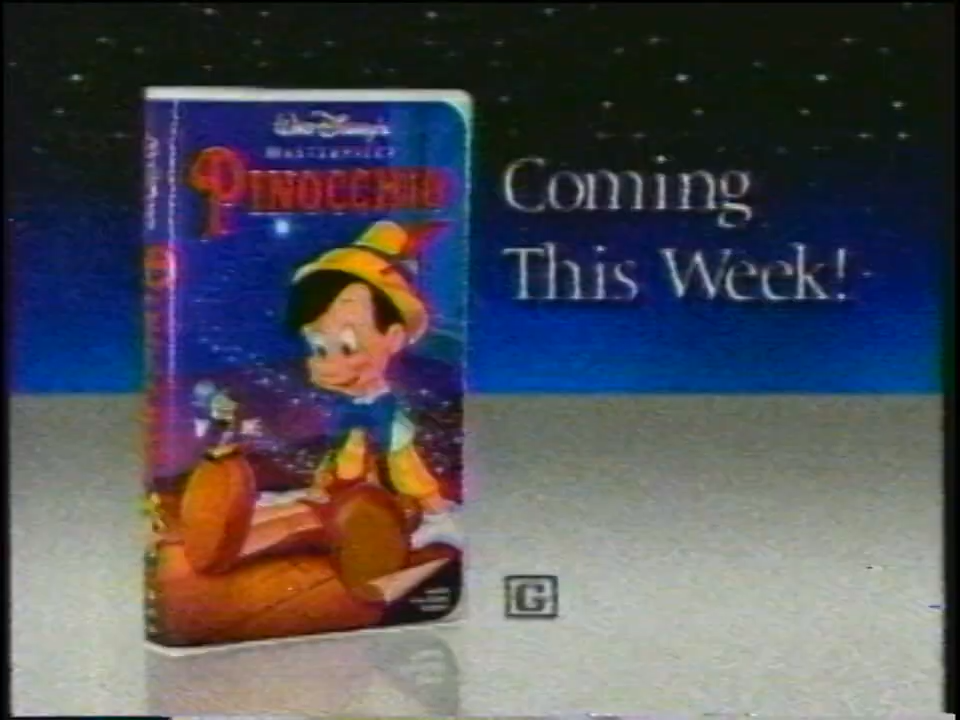 Walt Disney's
MASTERPIECE
PINOCCHIO
Coming
This Week!
G